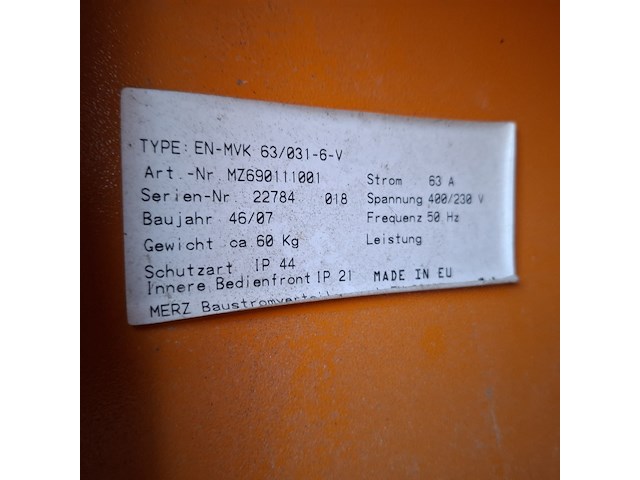 TYPE: EN-MVK 63/031-6-V
Art.-Nr. MZ690111001
Serien-Nr. 22784 018
Baujahr 46/07
Gewicht ca.60 Kg
Schutzart IP 44
Innere Bedienfront IP 21
Strom 63 A
Spannung 400/230 V
Frequenz 50 Hz
Leistung
MADE IN EU
MERZ